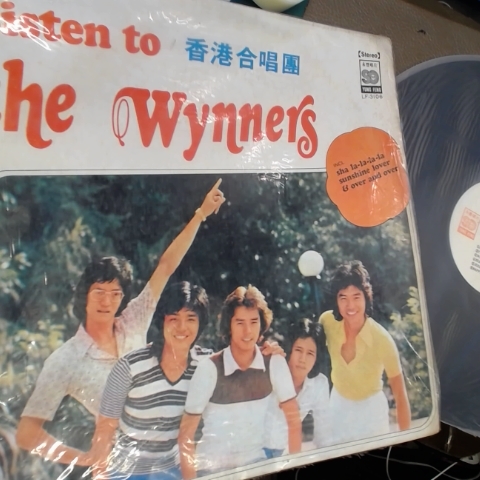 isten to
香港合唱團
he Wynners
[Stereo]
incl.
sha la-la-la-la
sunshine lover
& over and over